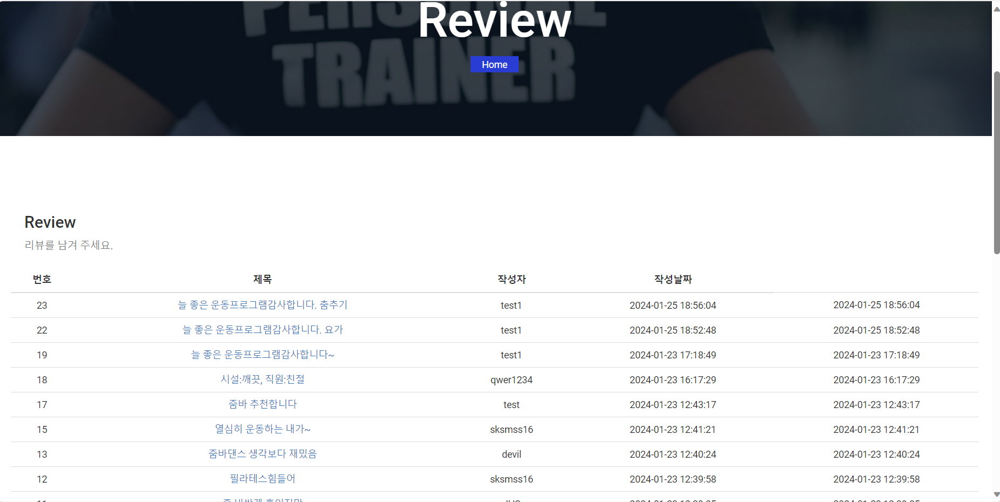 PERSONAL
Review
TRAINER
Home
Review
리뷰를 남겨 주세요.
번호 제목 작성자 작성날짜
23 늘 좋은 운동프로그램감사합니다. 춤추기 test1 2024-01-25 18:56:04 2024-01-25 18:56:04
22 늘 좋은 운동프로그램감사합니다. 요가 test1 2024-01-25 18:52:48 2024-01-25 18:52:48
19 늘 좋은 운동프로그램감사합니다~ test1 2024-01-23 17:18:49 2024-01-23 17:18:49
18 시설:깨끗, 직원:친절 qwer1234 2024-01-23 16:17:29 2024-01-23 16:17:29
17 줌바 추천합니다 test 2024-01-23 12:43:17 2024-01-23 12:43:17
15 열심히 운동하는 내가~ sksmss16 2024-01-23 12:41:21 2024-01-23 12:41:21
13 줌바댄스 생각보다 재밌음 devil 2024-01-23 12:40:24 2024-01-23 12:40:24
12 필라테스힘들어 sksmss16 2024-01-23 12:39:58 2024-01-23 12:39:58